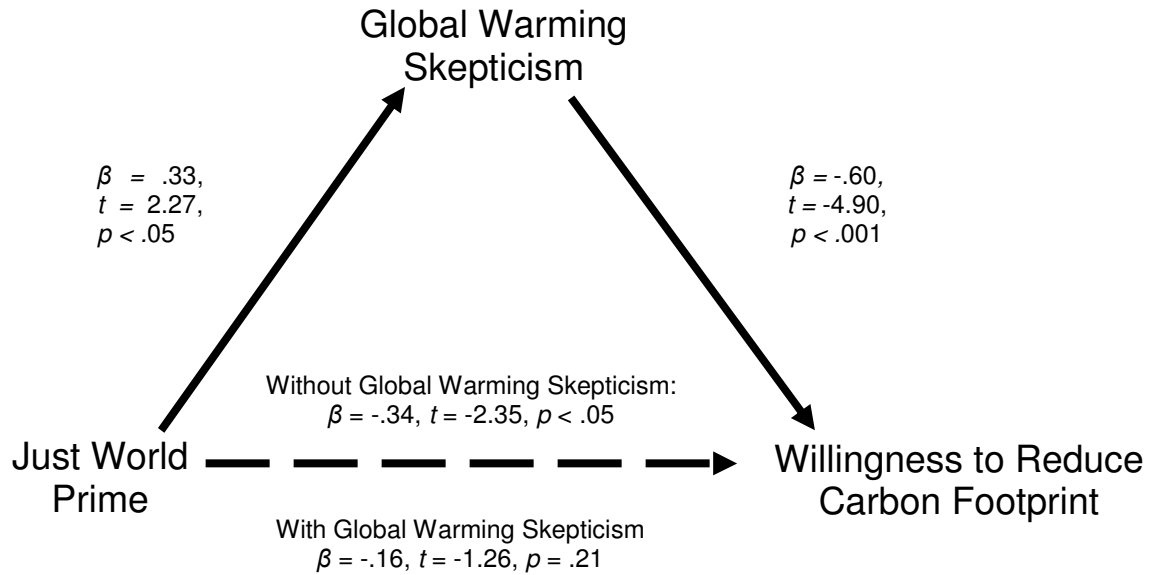 Global Warming
Skepticism
β = .33,
t = 2.27,
p < .05
β = -.60,
t = -4.90,
p < .001
Without Global Warming Skepticism:
β = -.34, t = -2.35, p < .05
Just World
Prime
Willingness to Reduce
Carbon Footprint
With Global Warming Skepticism
β = -.16, t = -1.26, p = .21